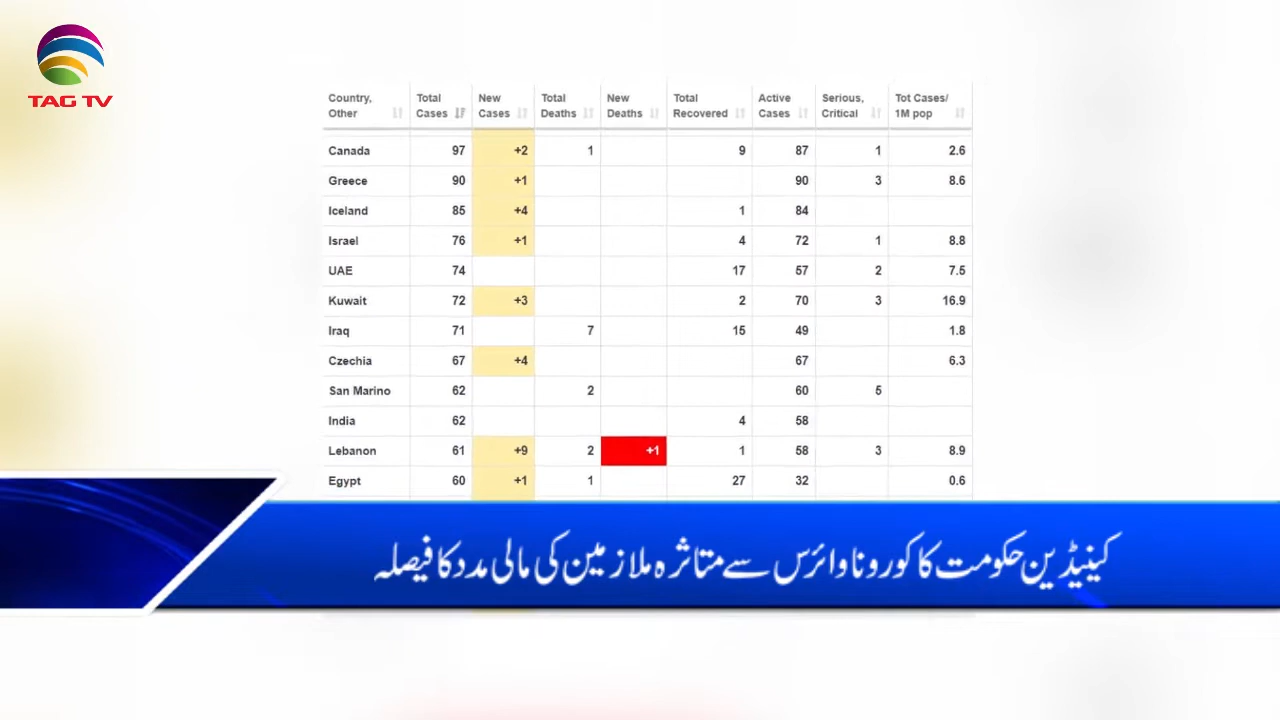 TAG TV
Country, Other Total Cases New Cases Total Deaths New Deaths Total Recovered Active Cases Serious, Critical Tot Cases/ 1M pop
Canada 97 +2 1 9 87 1 2.6
Greece 90 +1 90 3 8.6
Iceland 85 +4 1 84
Israel 76 +1 4 72 1 8.8
UAE 74 17 57 2 7.5
Kuwait 72 +3 2 70 3 16.9
Iraq 71 7 15 49 1.8
Czechia 67 +4 67 6.3
San Marino 62 2 60 5
India 62 4 58
Lebanon 61 +9 2 +1 1 58 3 8.9
Egypt 60 +1 1 27 32 0.6
کینیڈین حکومت کا کورونا وائرس سے متاثرہ ملازمین کی مالی مدد کا فیصلہ